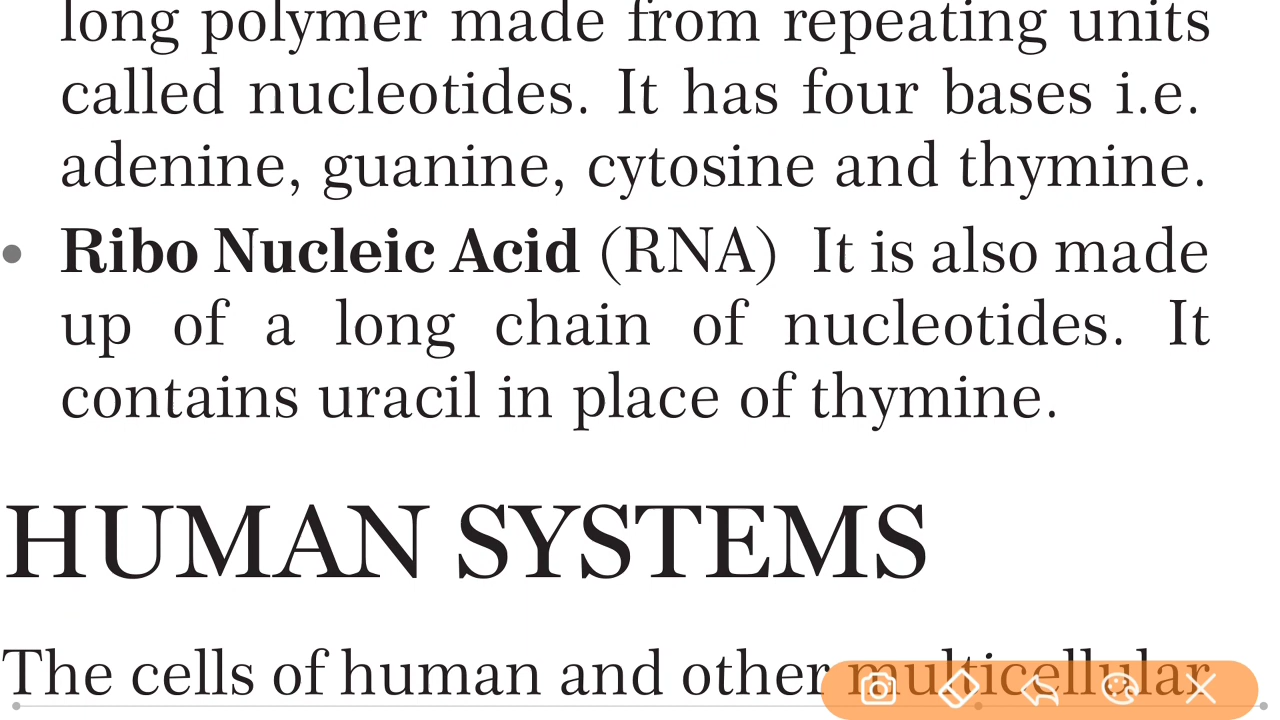 long polymer made from repeating units
called nucleotides. It has four bases i.e.
adenine, guanine, cytosine and thymine.
• Ribo Nucleic Acid (RNA) It is also made
up of a long chain of nucleotides. It
contains uracil in place of thymine.
HUMAN SYSTEMS
The cells of human and other multicellular